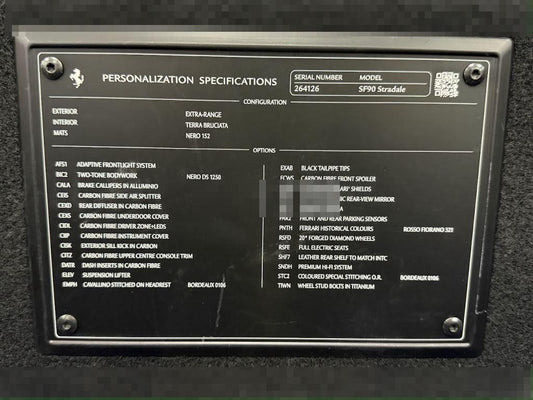 PERSONALIZATION SPECIFICATIONS
SERIAL NUMBER MODEL
264126 SF90 Stradale
CONFIGURATION
EXTERIOR EXTRA-RANGE
INTERIOR TERRA BRUCIATA
MATS NERO 152
OPTIONS
AFS1 ADAPTIVE FRONTLIGHT SYSTEM
BIC2 TWO-TONE BODYWORK NERO DS 1250
CALA BRAKE CALLIPERS IN ALLUMINIO
CEIS CARBON FIBRE SIDE AIR SPLITTER
CEXD REAR DIFFUSER IN CARBON FIBRE
CEXS CARBON FIBRE UNDERDOOR COVER
CIDL CARBON FIBRE DRIVER ZONE+LEDS
CIIP CARBON FIBRE INSTRUMENT COVER
CISK EXTERIOR SILL KICK IN CARBON
CITZ CARBON FIBRE UPPER CENTRE CONSOLE TRIM
DATR DASH INSERTS IN CARBON FIBRE
ELEV SUSPENSION LIFTER
EMPH CAVALLINO STITCHED ON HEADREST BORDEAUX 0106
EXAB BLACK TAILPIPE TIPS
FCWS CARBON FIBRE FRONT SPOILER
SHIELDS
REAR-VIEW MIRROR
FRONT AND REAR PARKING SENSORS
PNTH FERRARI HISTORICAL COLOURS ROSSO FIORANO 321
RSFD 20" FORGED DIAMOND WHEELS
RSFE FULL ELECTRIC SEATS
SHF7 LEATHER REAR SHELF TO MATCH INTC
SNDH PREMIUM HI-FI SYSTEM
STC2 COLOURED SPECIAL STITCHING O.R. BORDEAUX 0106
TIWN WHEEL STUD BOLTS IN TITANIUM